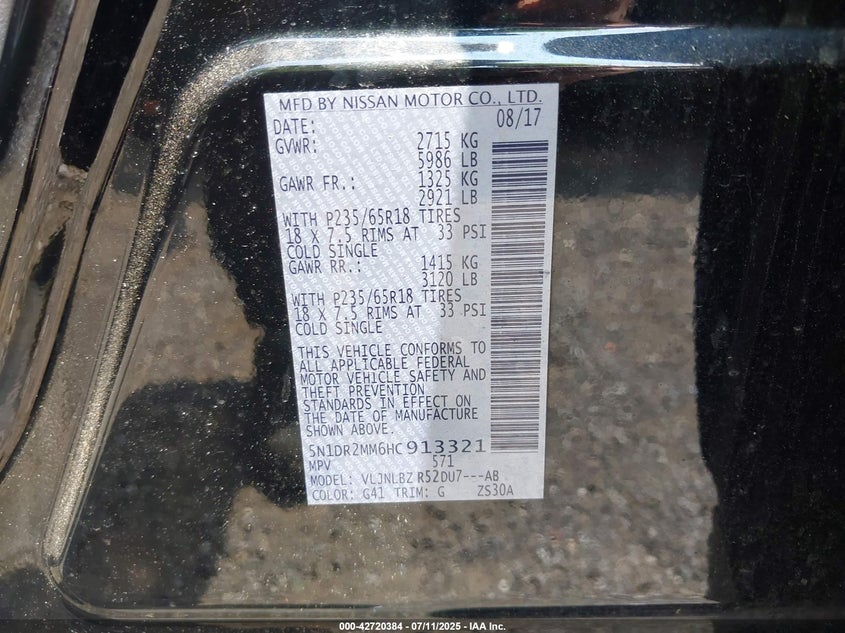 MFD BY NISSAN MOTOR CO., LTD.
DATE: 08/17
GVWR: 2715 KG
5986 LB
GAWR FR.: 1325 KG
2921 LB
WITH P235/65R18 TIRES
18 X 7.5 RIMS AT 33 PSI
COLD SINGLE
GAWR RR.: 1415 KG
3120 LB
WITH P235/65R18 TIRES
18 X 7.5 RIMS AT 33 PSI
COLD SINGLE
THIS VEHICLE CONFORMS TO
ALL APPLICABLE FEDERAL
MOTOR VEHICLE SAFETY AND
THEFT PREVENTION
STANDARDS IN EFFECT ON
THE DATE OF MANUFACTURE
SHOWN ABOVE.
5N1DR2MM6HC913321
MPV 571
MODEL: VLJNLBZ R52DU7---AB
COLOR: G41 TRIM: G ZS30A
000-42720384 - 07/11/2025 - IAA Inc.